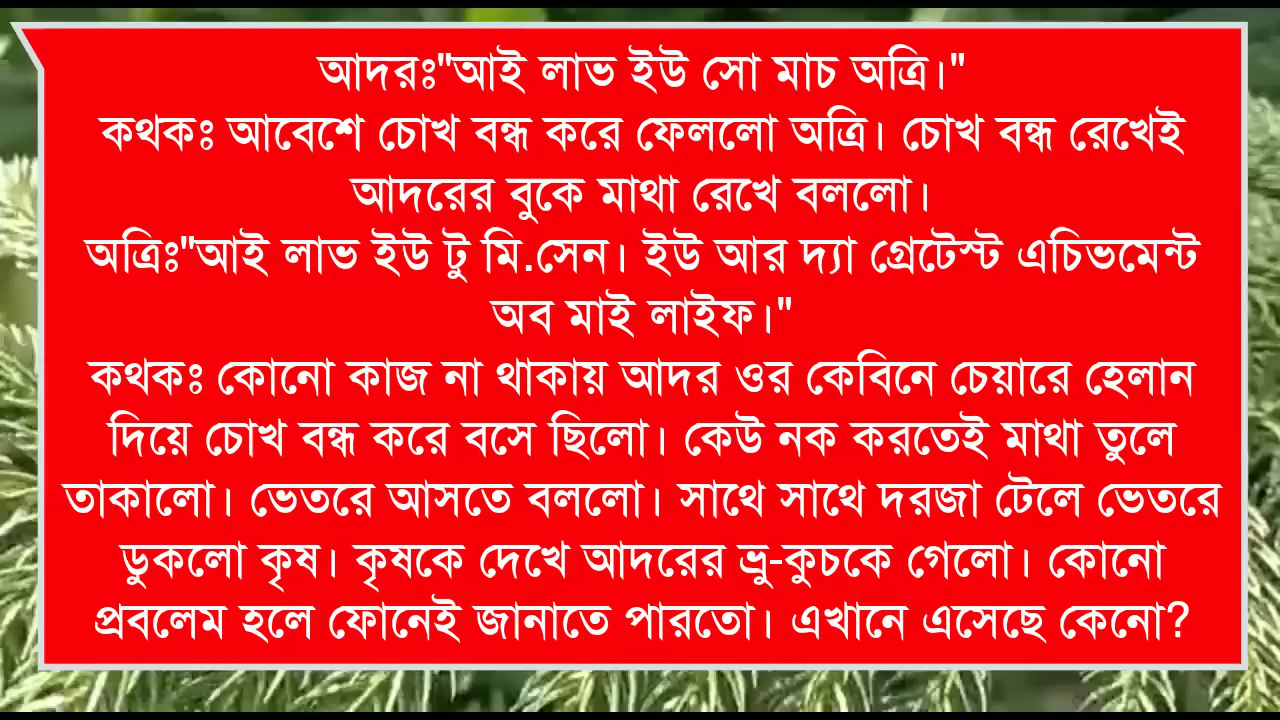 আদরঃ"আই লাভ ইউ সো মাচ অত্রি।"
কথকঃ আবেশে চোখ বন্ধ করে ফেললো অত্রি। চোখ বন্ধ রেখেই
আদরের বুকে মাথা রেখে বললো।
অত্রিঃ"আই লাভ ইউ টু মি.সেন। ইউ আর দ্যা গ্রেটেস্ট এচিভমেন্ট
অব মাই লাইফ।"
কথকঃ কোনো কাজ না থাকায় আদর ওর কেবিনে চেয়ারে হেলান
দিয়ে চোখ বন্ধ করে বসে ছিলো। কেউ নক করতেই মাথা তুলে
তাকালো। ভেতরে আসতে বললো। সাথে সাথে দরজা টেলে ভেতরে
ডুকলো কৃষ। কৃষকে দেখে আদরের ভ্রু-কুচকে গেলো। কোনো
প্রবলেম হলে ফোনেই জানাতে পারতো। এখানে এসেছে কেনো?